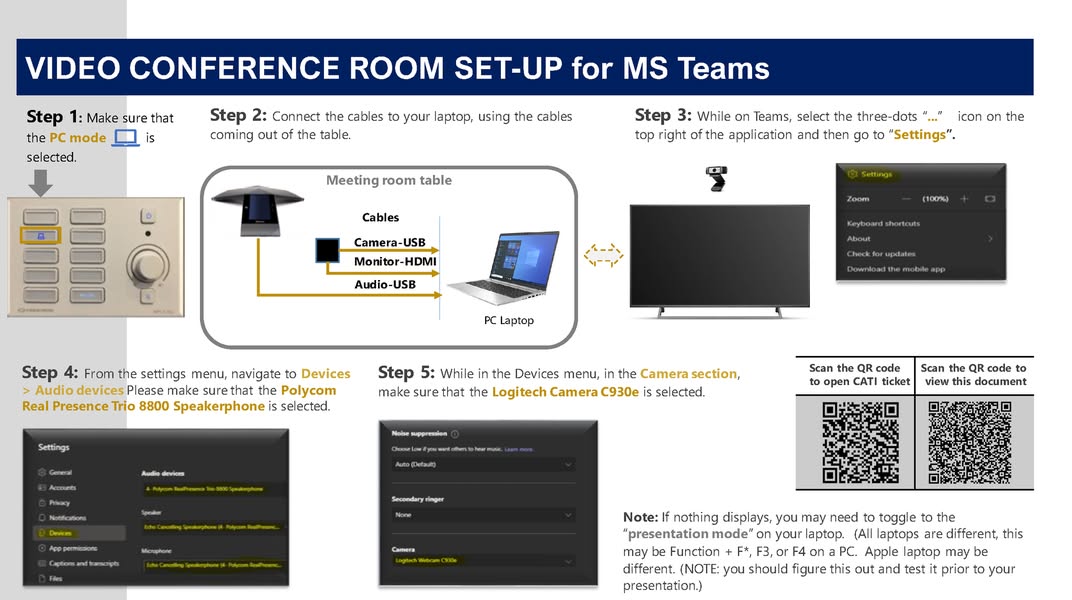 VIDEO CONFERENCE ROOM SET-UP for MS Teams
Step 1: Make sure that
the PC mode is
selected.
Step 2: Connect the cables to your laptop, using the cables
coming out of the table.
Meeting room table
Cables
Camera-USB
Monitor-HDMI
Audio-USB
PC Laptop
Step 3: While on Teams, select the three-dots “...” icon on the
top right of the application and then go to “Settings”.
Settings
Zoom — (100%) +
Keyboard shortcuts
About
Check for updates
Download the mobile app
Step 4: From the settings menu, navigate to Devices
> Audio devices Please make sure that the Polycom
Real Presence Trio 8800 Speakerphone is selected.
Settings
General
Accounts
Privacy
Notifications
Devices
App permissions
Captions and transcripts
Files
Audio devices
4- Polycom RealPresence Trio 8800 Speakerphone
Speaker
Echo Cancelling Speakerphone (4- Polycom RealPresenc...
Microphone
Echo Cancelling Speakerphone (4- Polycom RealPresenc...
Step 5: While in the Devices menu, in the Camera section,
make sure that the Logitech Camera C930e is selected.
Noise suppression
Choose Low if you want others to hear music. Learn more.
Auto (Default)
Secondary ringer
None
Camera
Logitech Webcam C930e
Scan the QR code
to open CATI ticket
Scan the QR code to
view this document
Note: If nothing displays, you may need to toggle to the
“presentation mode” on your laptop. (All laptops are different, this
may be Function + F*, F3, or F4 on a PC. Apple laptop may be
different. (NOTE: you should figure this out and test it prior to your
presentation.)